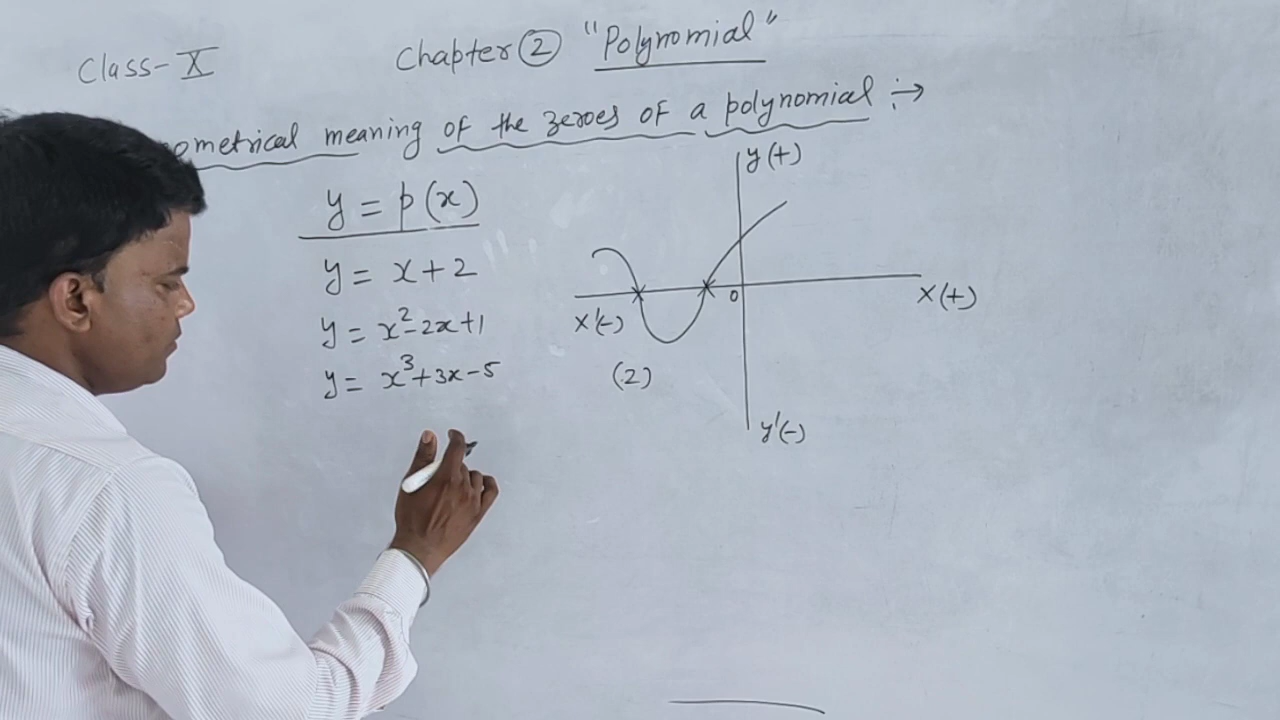 Class-X
Chapter ② "Polynomial"
ometrical meaning of the zeroes of a polynomial :→
y = p(x)
y = x+2
y = x²-2x+1
y = x³+3x-5
y(+)
x'(-)
0
x(+)
(2)
y'(-)